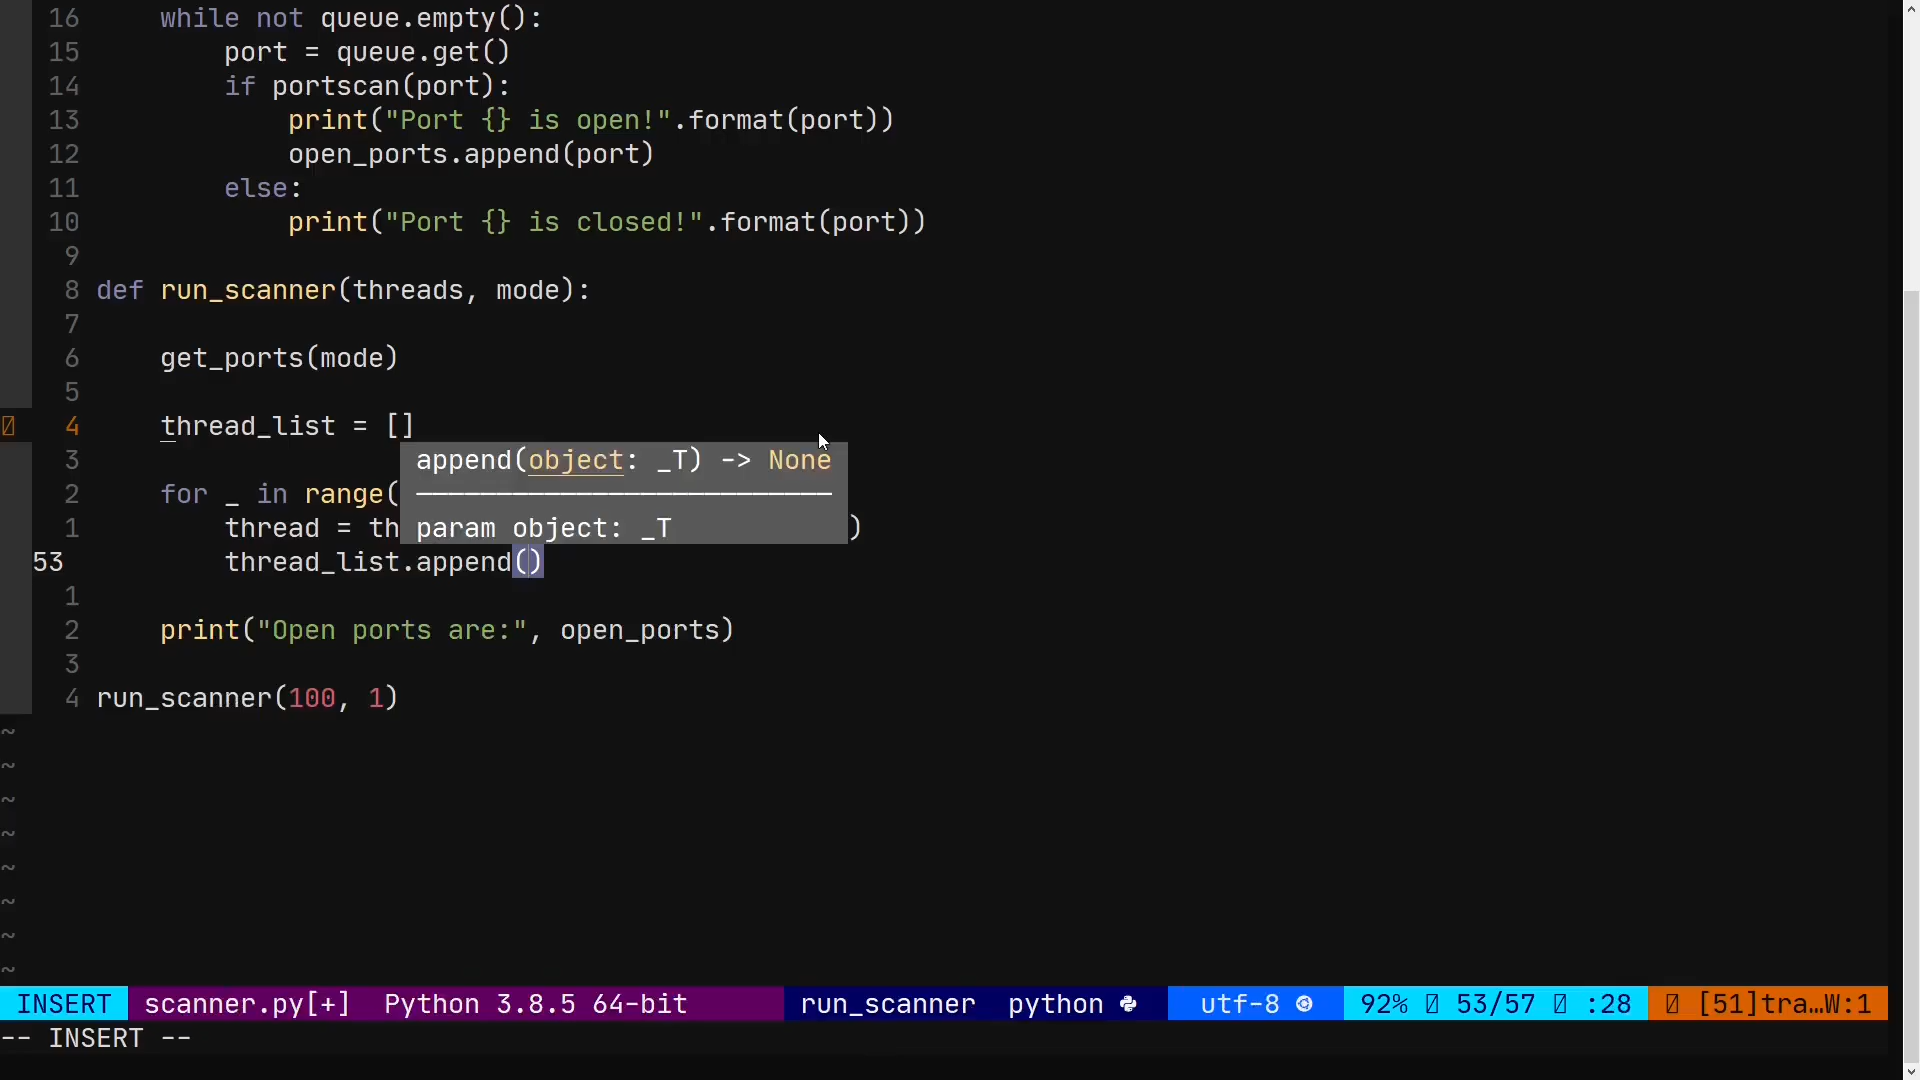 16 while not queue.empty():
15 port = queue.get()
14 if portscan(port):
13 print("Port {} is open!".format(port))
12 open_ports.append(port)
11 else:
10 print("Port {} is closed!".format(port))
9
8 def run_scanner(threads, mode):
7
6 get_ports(mode)
5
4 thread_list = []
3 append(object: _T) -> None
2 for _ in range(
1 thread = th param object: _T )
53 thread_list.append()
1
2 print("Open ports are:", open_ports)
3
4 run_scanner(100, 1)
~
~
~
~
~
~
~
~
INSERT scanner.py[+] Python 3.8.5 64-bit run_scanner python utf-8 92% 53/57 :28 [51]tra…W:1
-- INSERT --